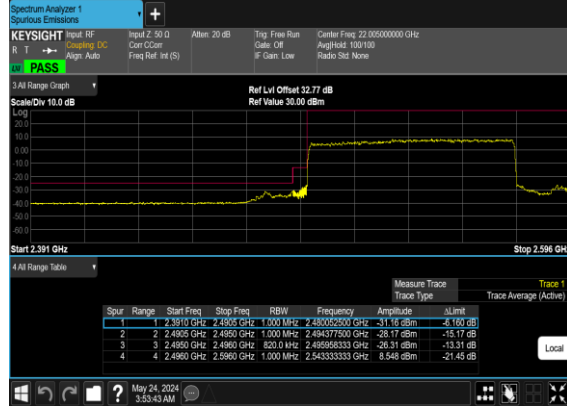 Spectrum Analyzer 1
Spurious Emissions
+
KEYSIGHT Input: RF Input Z: 50 Ω Atten: 20 dB Trig: Free Run Center Freq: 22.005000000 GHz
R T Coupling: DC Corr CCorr Gate: Off Avg|Hold: 100/100
Align: Auto Freq Ref: Int (S) IF Gain: Low Radio Std: None
LW PASS
3 All Range Graph
Ref Lvl Offset 32.77 dB
Scale/Div 10.0 dB Ref Value 30.00 dBm
Log
20.0
10.0
0.00
-10.0
-20.0
-30.0
-40.0
-50.0
-60.0
Start 2.391 GHz Stop 2.596 GHz
4 All Range Table
Measure Trace Trace 1
Trace Type Trace Average (Active)
Spur Range Start Freq Stop Freq RBW Frequency Amplitude ΔLimit
1 1 2.3910 GHz 2.4905 GHz 1.000 MHz 2.480052500 GHz -31.16 dBm -6.160 dB
2 2 2.4905 GHz 2.4950 GHz 1.000 MHz 2.494377500 GHz -28.17 dBm -15.17 dB
3 3 2.4950 GHz 2.4960 GHz 820.0 kHz 2.495958333 GHz -26.31 dBm -13.31 dB
4 4 2.4960 GHz 2.5960 GHz 1.000 MHz 2.543333333 GHz 8.548 dBm -21.45 dB
Local
? May 24, 2024
3:53:43 AM